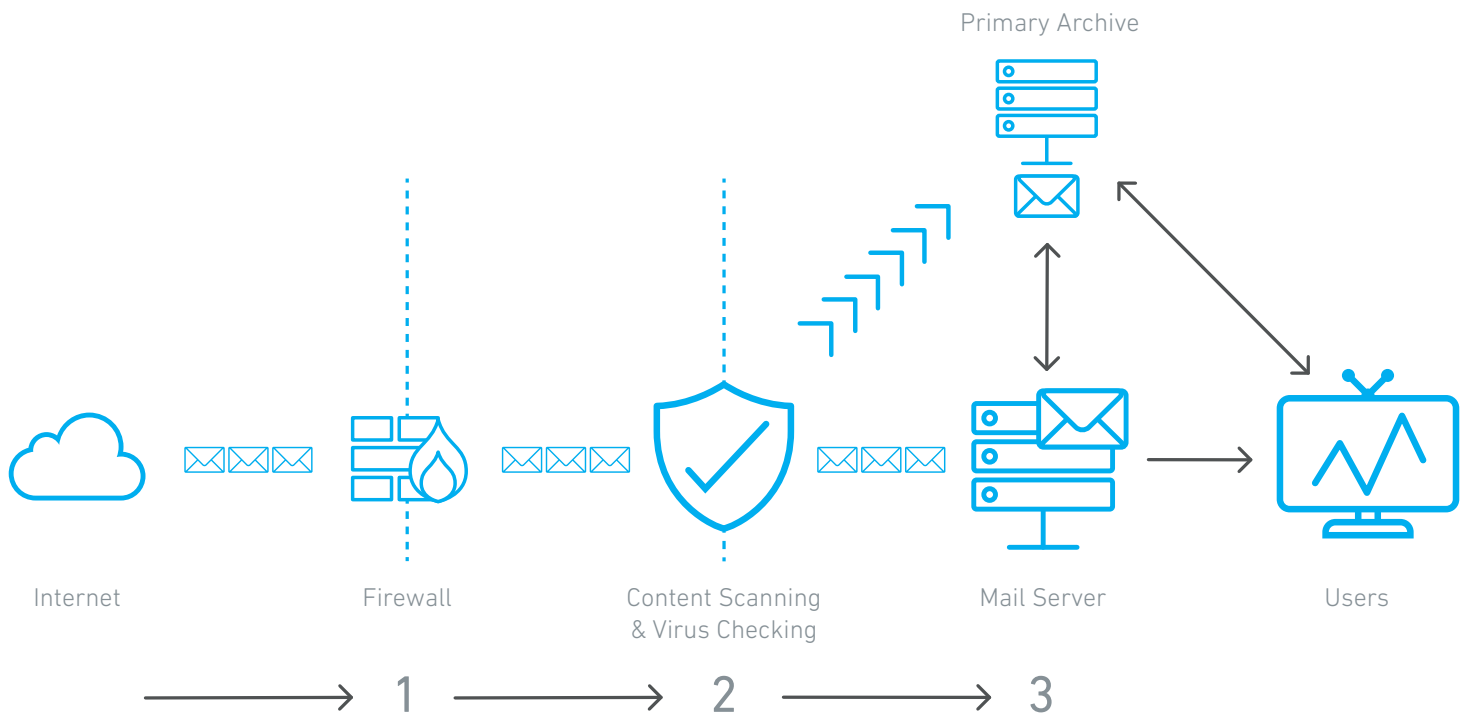 Primary Archive
Internet
Firewall
Content Scanning
& Virus Checking
Mail Server
Users
1
2
3